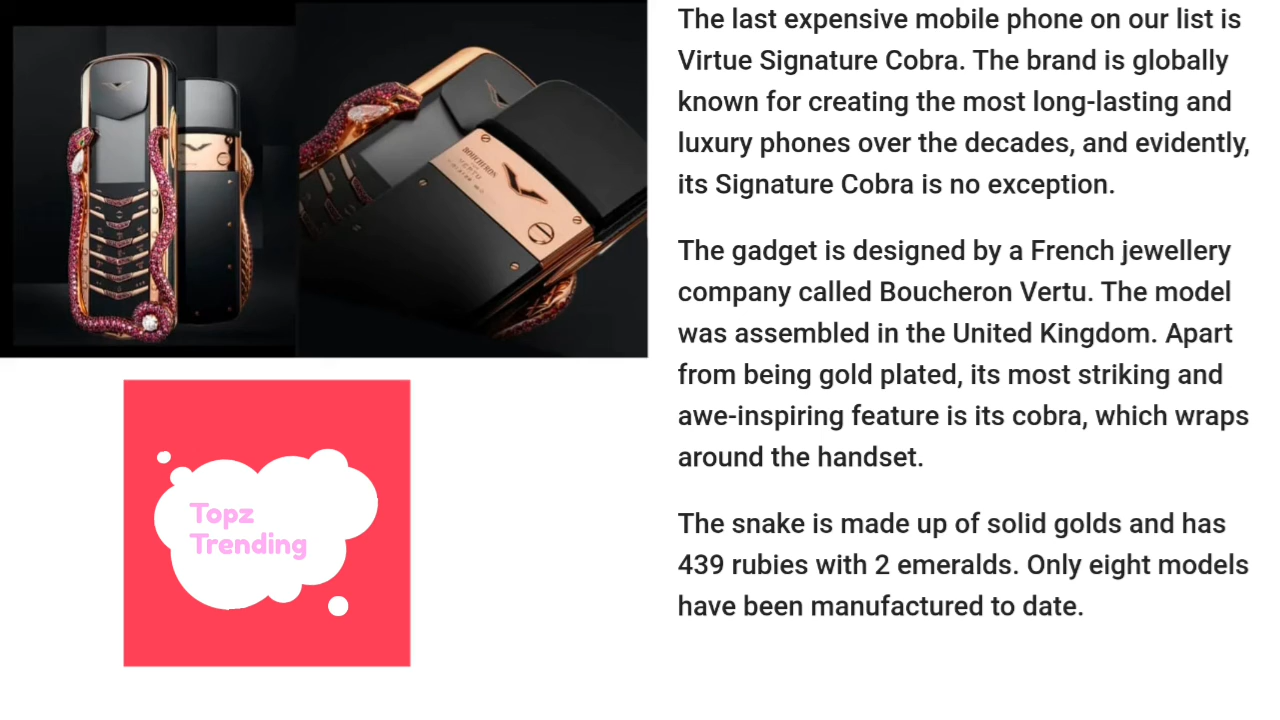 The last expensive mobile phone on our list is
Virtue Signature Cobra. The brand is globally
known for creating the most long-lasting and
luxury phones over the decades, and evidently,
its Signature Cobra is no exception.
The gadget is designed by a French jewellery
company called Boucheron Vertu. The model
was assembled in the United Kingdom. Apart
from being gold plated, its most striking and
awe-inspiring feature is its cobra, which wraps
around the handset.
The snake is made up of solid golds and has
439 rubies with 2 emeralds. Only eight models
have been manufactured to date.
BOUCHERON
VERTU
Topz
Trending